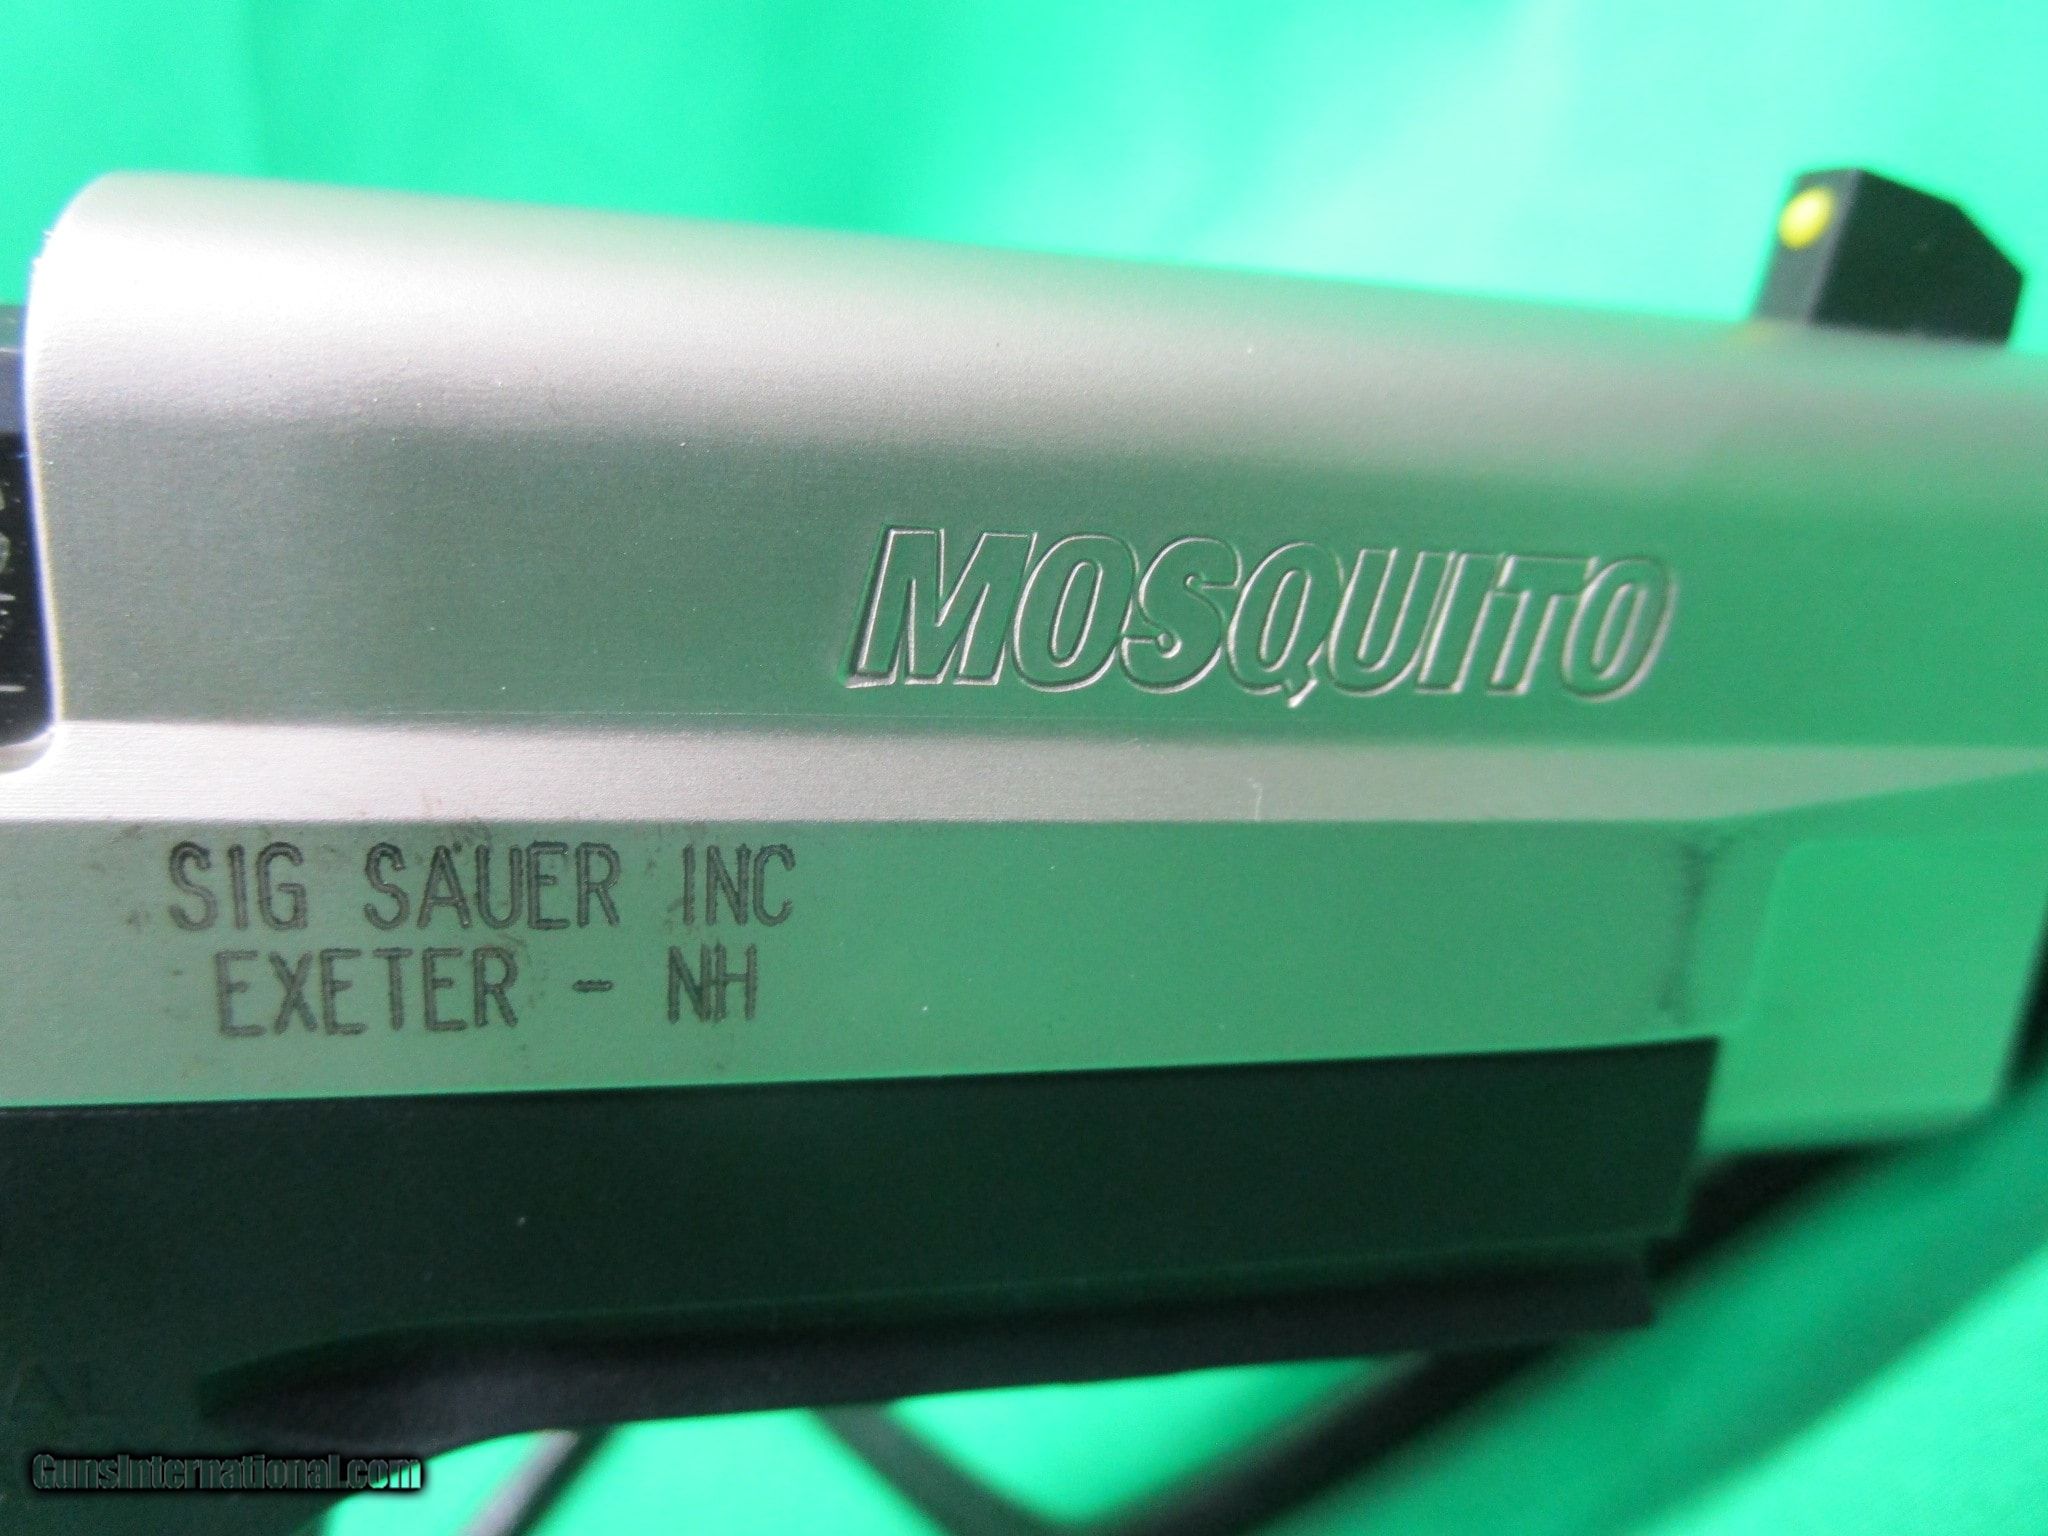 MOSQUITO
SIG SAUER INC
EXETER - NH
GunsInternational.com